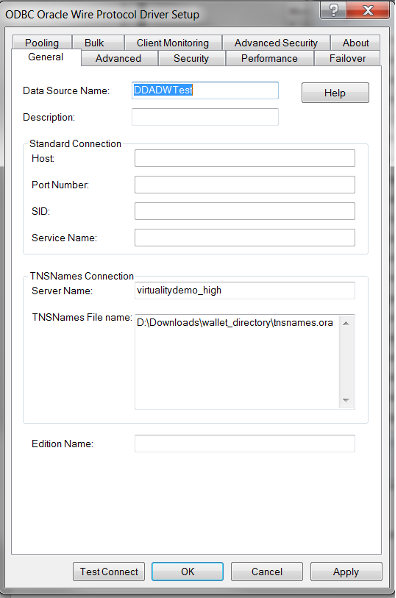 ODBC Oracle Wire Protocol Driver Setup
Pooling Bulk Client Monitoring Advanced Security About
General Advanced Security Performance Failover
Data Source Name: DDADWTest Help
Description:
Standard Connection
Host:
Port Number:
SID:
Service Name:
TNSNames Connection
Server Name: virtualitydemo_high
TNSNames File name: D:\Downloads\wallet_directory\tnsnames.ora
Edition Name:
Test Connect OK Cancel Apply